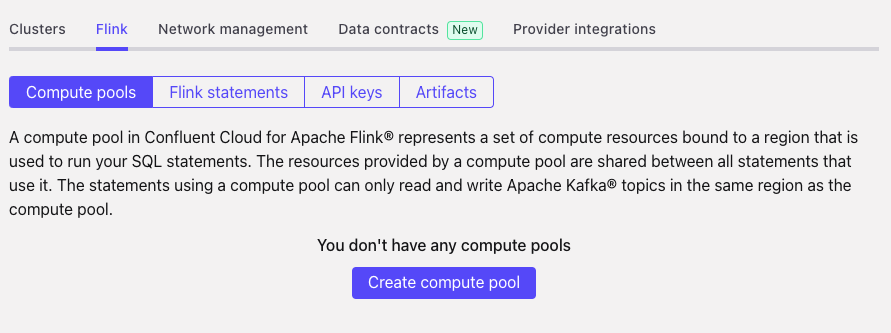 Clusters Flink Network management Data contracts New Provider integrations
Compute pools Flink statements API keys Artifacts
A compute pool in Confluent Cloud for Apache Flink® represents a set of compute resources bound to a region that is
used to run your SQL statements. The resources provided by a compute pool are shared between all statements that
use it. The statements using a compute pool can only read and write Apache Kafka® topics in the same region as the
compute pool.
You don't have any compute pools
Create compute pool